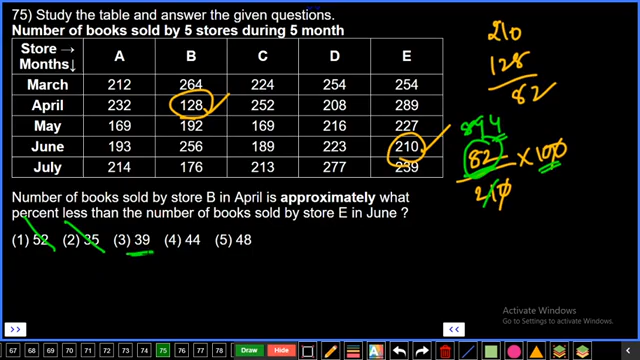 75) Study the table and answer the given questions.
Number of books sold by 5 stores during 5 month
Store → Months↓ A B C D E
March 212 264 224 254 254
April 232 128 252 208 289
May 169 192 169 216 227
June 193 256 189 223 210
July 214 176 213 277 239
Number of books sold by store B in April is approximately what
percent less than the number of books sold by store E in June ?
(1) 52 (2) 35 (3) 39 (4) 44 (5) 48
210
128
82
894
82 × 100
210
Activate Windows
Go to Settings to activate Windows.
>> <<
67 68 69 70 71 72 73 74 75 76 77 78 Draw Hide